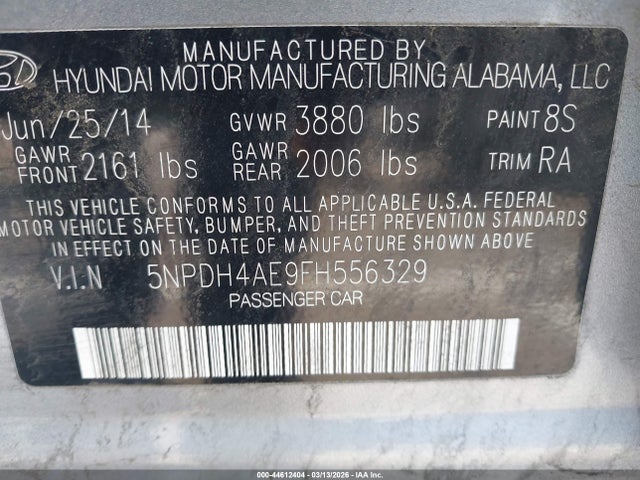 MANUFACTURED BY
HYUNDAI MOTOR MANUFACTURING ALABAMA, LLC
Jun/25/14 GVWR 3880 lbs PAINT 8S
GAWR FRONT 2161 lbs GAWR REAR 2006 lbs TRIM RA
THIS VEHICLE CONFORMS TO ALL APPLICABLE U.S.A. FEDERAL
MOTOR VEHICLE SAFETY, BUMPER, AND THEFT PREVENTION STANDARDS
IN EFFECT ON THE DATE OF MANUFACTURE SHOWN ABOVE
V.I.N 5NPDH4AE9FH556329
PASSENGER CAR
000-44612404 | 03/13/2026 | IAA Inc.